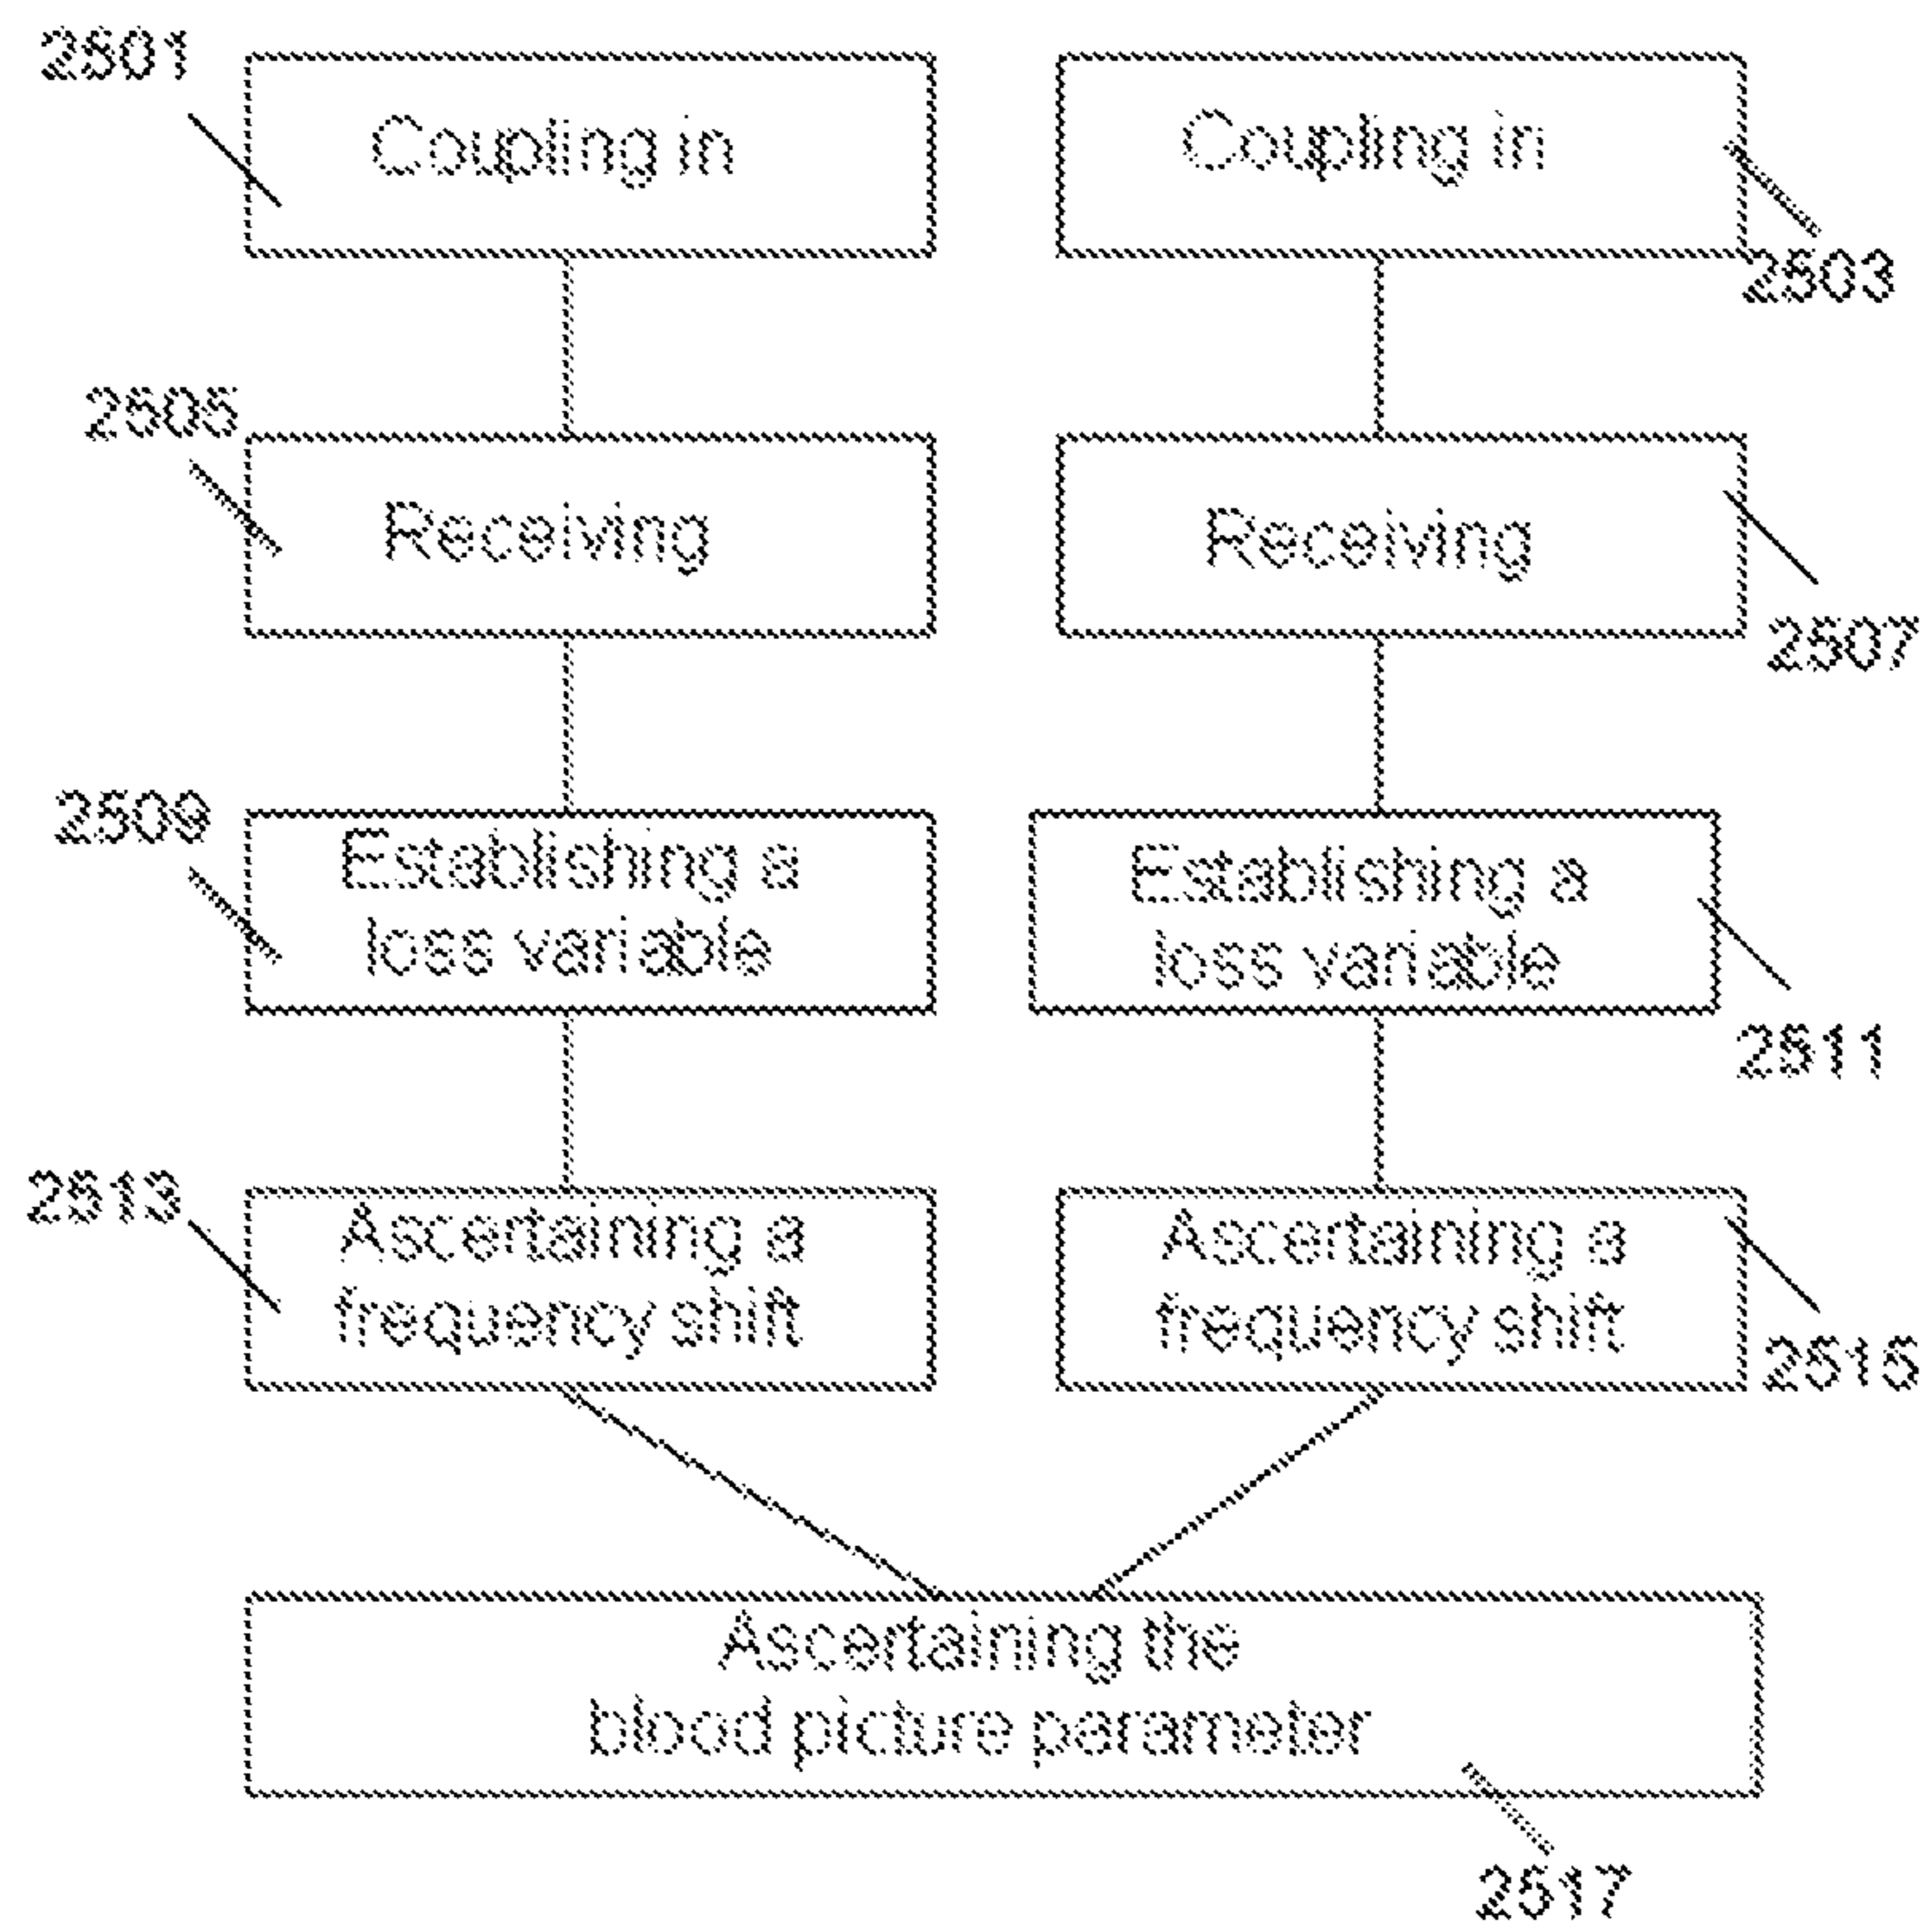 2501
Coupling in
Coupling in
2503
2505
Receiving
Receiving
2507
2509
Establishing a
loss variable
Establishing a
loss variable
2511
2513
Ascertaining a
frequency shift
Ascertaining a
frequency shift
2515
Ascertaining the
blood picture parameter
2517